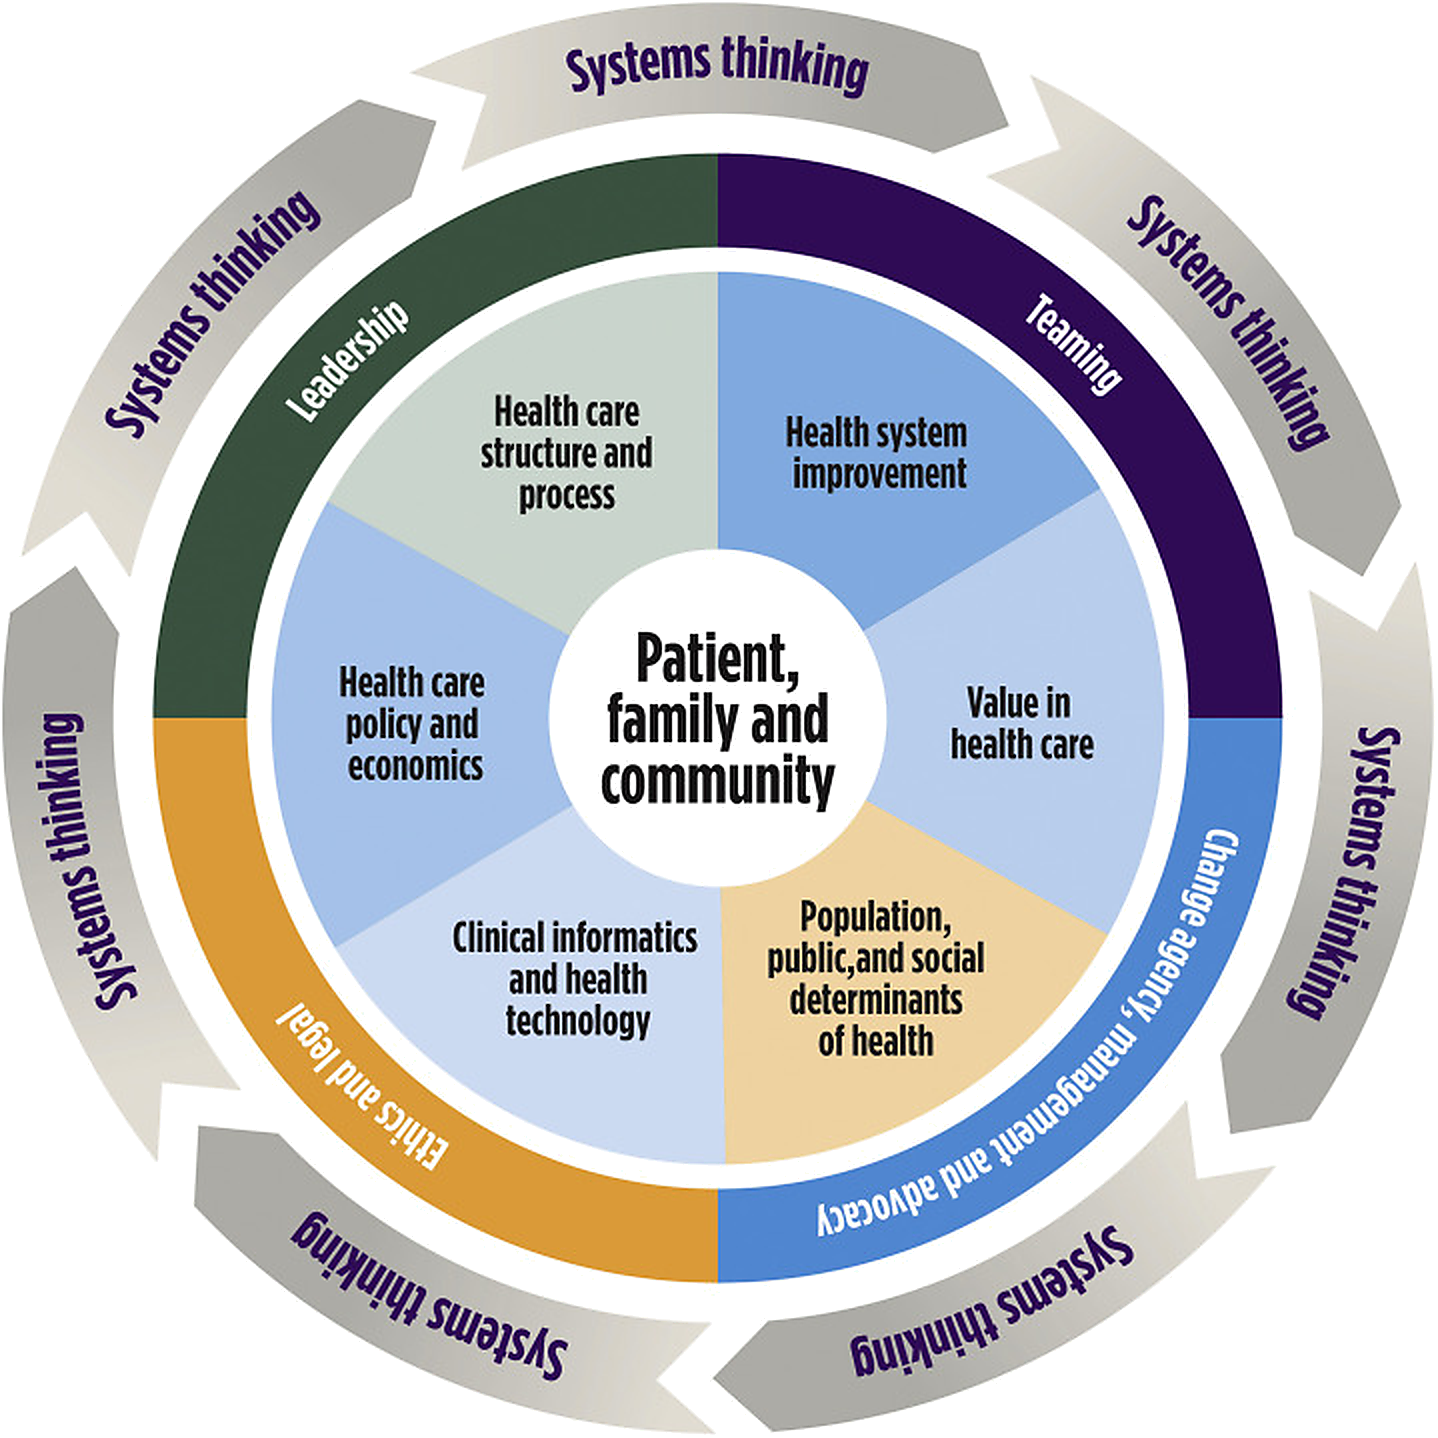 Systems thinking
Systems thinking
Systems thinking
Systems thinking
Systems thinking
Systems thinking
Systems thinking
Leadership
Teaming
Change agency, management and advocacy
Ethics and legal
Health care
structure and
process
Health system
improvement
Value in
health care
Population,
public,and social
determinants
of health
Clinical informatics
and health
technology
Health care
policy and
economics
Patient,
family and
community